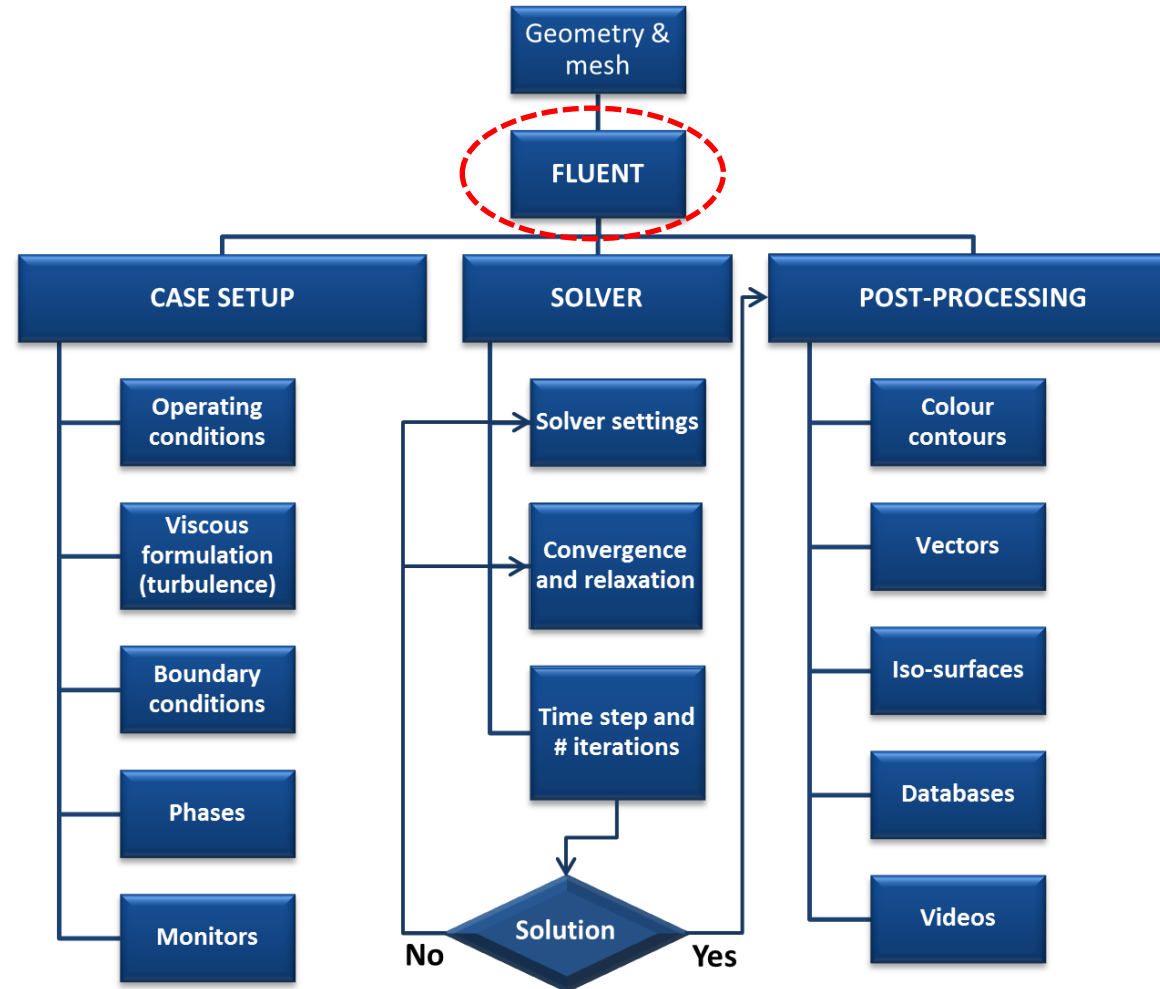 Geometry &
mesh
FLUENT
CASE SETUP
SOLVER
POST-PROCESSING
Operating
conditions
Viscous
formulation
(turbulence)
Boundary
conditions
Phases
Monitors
Solver settings
Convergence
and relaxation
Time step and
# iterations
Solution
No
Yes
Colour
contours
Vectors
Iso-surfaces
Databases
Videos